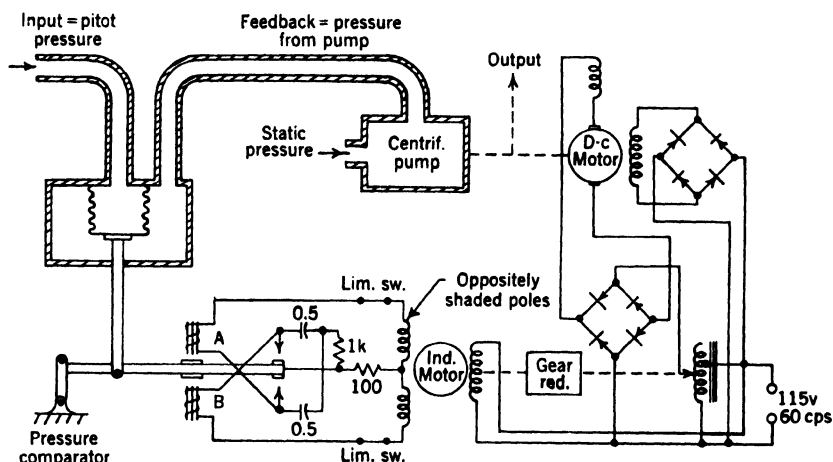 Input = pitot
pressure
Feedback = pressure
from pump
Output
Static
pressure
Centrif.
pump
D-c
Motor
Lim. sw.
Oppositely
shaded poles
0.5
A
1k
100
Ind.
Motor
Gear
red.
B
0.5
115v
60 cps
Pressure
comparator
Lim. sw.